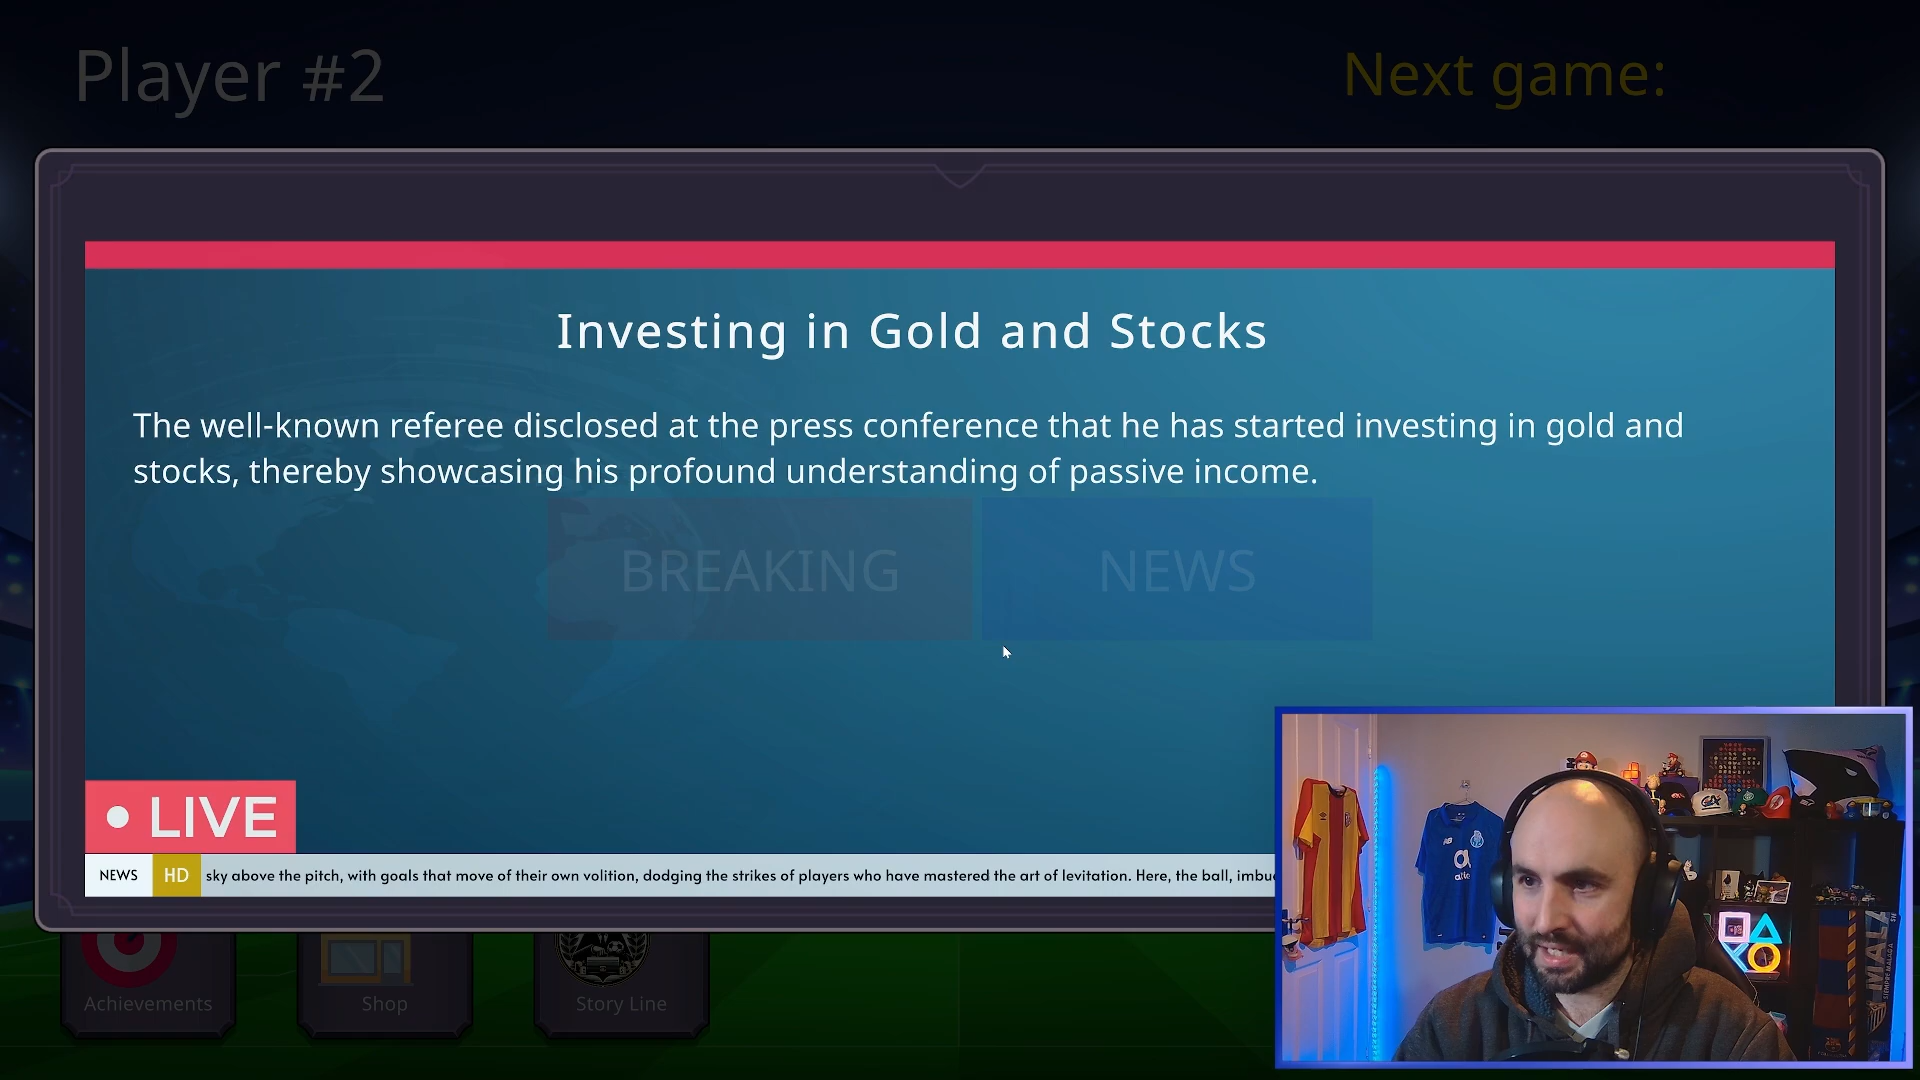 Player #2
Next game:
Investing in Gold and Stocks
The well-known referee disclosed at the press conference that he has started investing in gold and
stocks, thereby showcasing his profound understanding of passive income.
BREAKING NEWS
LIVE
NEWS HD sky above the pitch, with goals that move of their own volition, dodging the strikes of players who have mastered the art of levitation. Here, the ball,
Achievements
Shop
Story Line